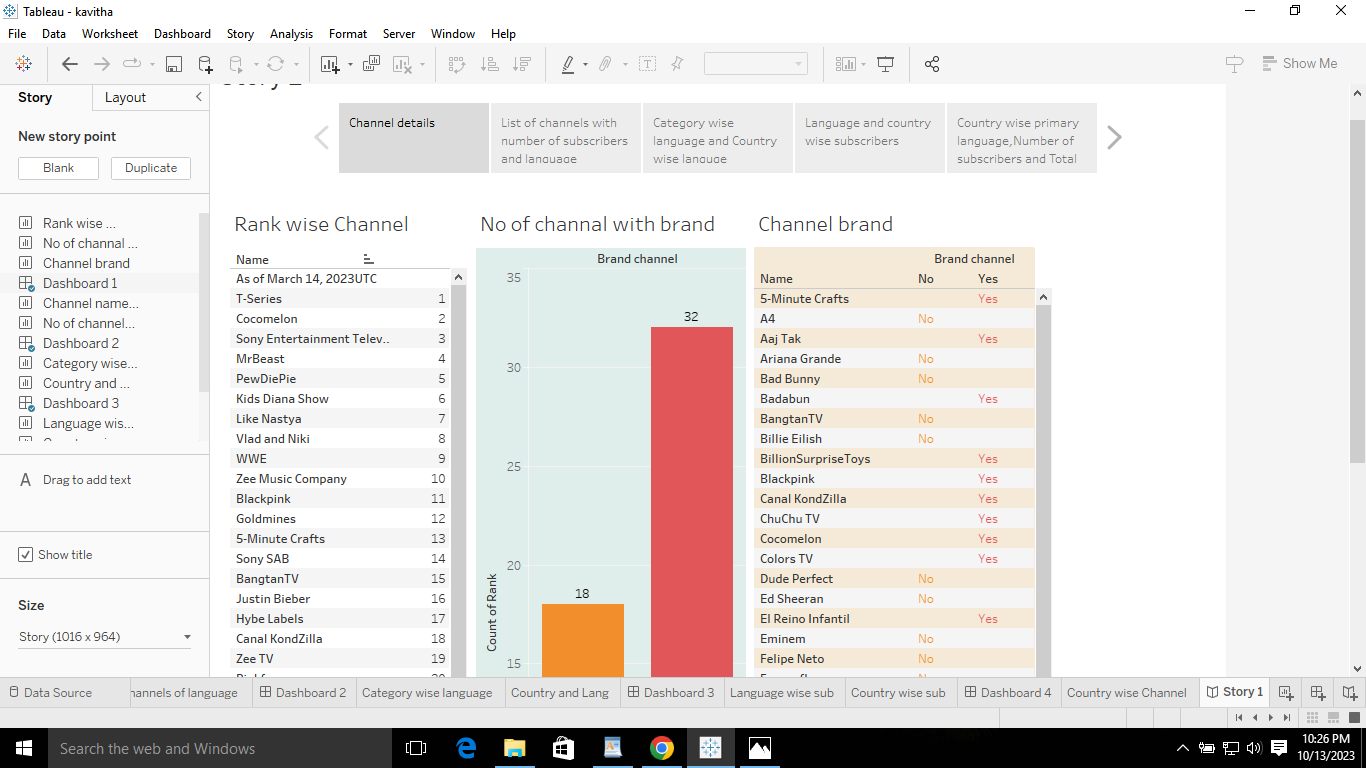 Tableau - kavitha
File Data Worksheet Dashboard Story Analysis Format Server Window Help
Show Me
Story Layout
New story point
Blank Duplicate
Rank wise ...
No of channal ...
Channel brand
Dashboard 1
Channel name...
No of channel...
Dashboard 2
Category wise...
Country and ...
Dashboard 3
Language wis...
A Drag to add text
Show title
Size
Story (1016 x 964)
Channel details
List of channels with
number of subscribers
and language
Category wise
language and Country
wise languge
Language and country
wise subscribers
Country wise primary
language,Number of
subscribers and Total
Rank wise Channel
Name
As of March 14, 2023UTC
T-Series 1
Cocomelon 2
Sony Entertainment Telev.. 3
MrBeast 4
PewDiePie 5
Kids Diana Show 6
Like Nastya 7
Vlad and Niki 8
WWE 9
Zee Music Company 10
Blackpink 11
Goldmines 12
5-Minute Crafts 13
Sony SAB 14
BangtanTV 15
Justin Bieber 16
Hybe Labels 17
Canal KondZilla 18
Zee TV 19
No of channal with brand
Brand channel
35
32
30
25
20
18
15
Count of Rank
Channel brand
Brand channel
Name No Yes
5-Minute Crafts Yes
A4 No
Aaj Tak Yes
Ariana Grande No
Bad Bunny No
Badabun Yes
BangtanTV No
Billie Eilish No
BillionSurpriseToys Yes
Blackpink Yes
Canal KondZilla Yes
ChuChu TV Yes
Cocomelon Yes
Colors TV Yes
Dude Perfect No
Ed Sheeran No
El Reino Infantil Yes
Eminem No
Felipe Neto No
Data Source hannels of language Dashboard 2 Category wise language Country and Lang Dashboard 3 Language wise sub Country wise sub Dashboard 4 Country wise Channel Story 1
Search the web and Windows
10:26 PM
10/13/2023